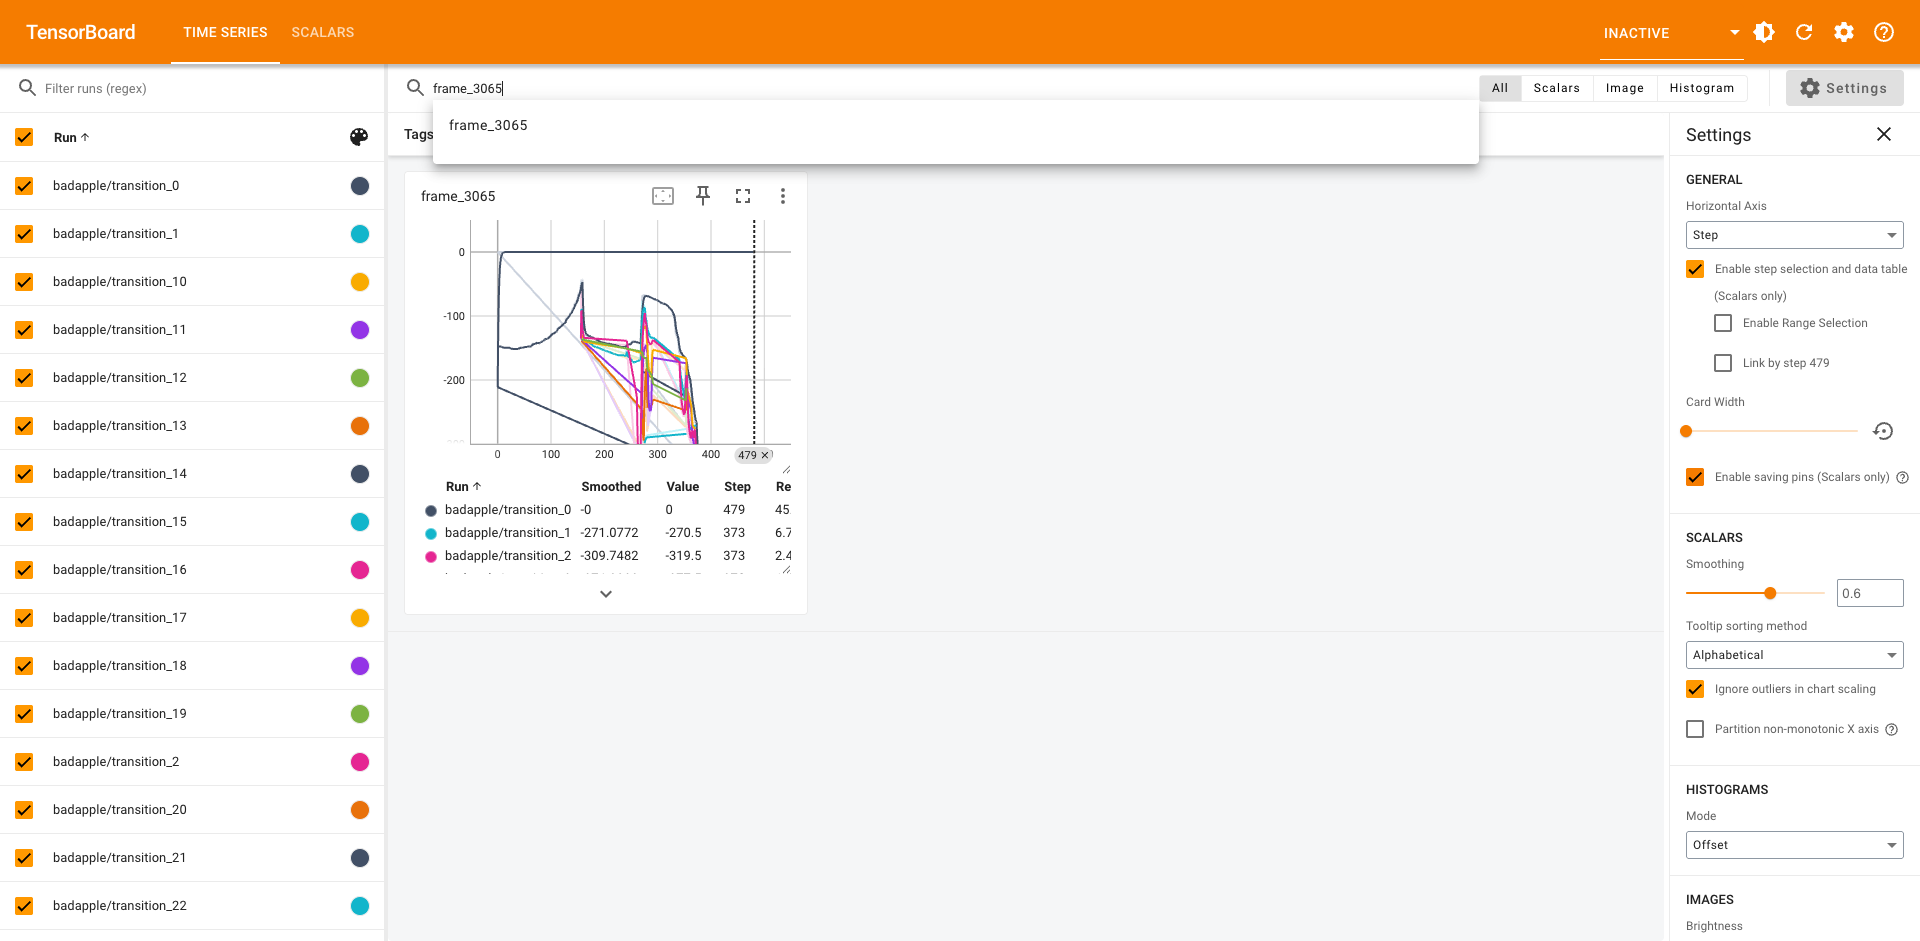 TensorBoard
TIME SERIES
SCALARS
INACTIVE
Filter runs (regex)
frame_3065
All
Scalars
Image
Histogram
Settings
frame_3065
Run
badapple/transition_0
badapple/transition_1
badapple/transition_10
badapple/transition_11
badapple/transition_12
badapple/transition_13
badapple/transition_14
badapple/transition_15
badapple/transition_16
badapple/transition_17
badapple/transition_18
badapple/transition_19
badapple/transition_2
badapple/transition_20
badapple/transition_21
badapple/transition_22
Tags
frame_3065
0
-100
-200
0 100 200 300 400 479
Run Smoothed Value Step Re
badapple/transition_0 -0 0 479 45.
badapple/transition_1 -271.0772 -270.5 373 6.7
badapple/transition_2 -309.7482 -319.5 373 2.4
Settings
GENERAL
Horizontal Axis
Step
Enable step selection and data table
(Scalars only)
Enable Range Selection
Link by step 479
Card Width
Enable saving pins (Scalars only)
SCALARS
Smoothing
0.6
Tooltip sorting method
Alphabetical
Ignore outliers in chart scaling
Partition non-monotonic X axis
HISTOGRAMS
Mode
Offset
IMAGES
Brightness